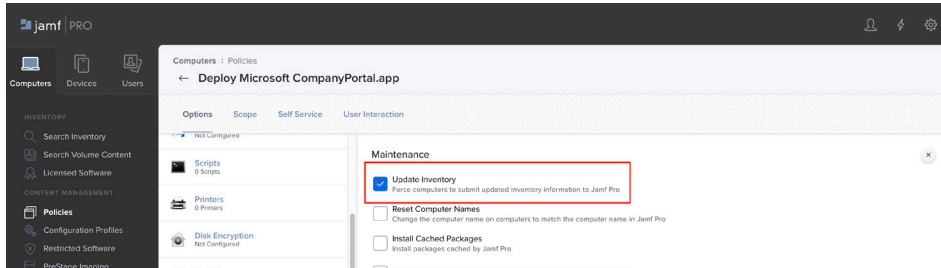 jamf PRO
Computers
Devices
Users
INVENTORY
Search Inventory
Search Volume Content
Licensed Software
CONTENT MANAGEMENT
Policies
Configuration Profiles
Restricted Software
PreStage Imaging
Computers : Policies
← Deploy Microsoft CompanyPortal.app
Options
Scope
Self Service
User Interaction
Not Configured
Scripts
0 Scripts
Printers
0 Printers
Disk Encryption
Not Configured
Maintenance
Update Inventory
Force computers to submit updated inventory information to Jamf Pro
Reset Computer Names
Change the computer name on computers to match the computer name in Jamf Pro
Install Cached Packages
Install packages cached by Jamf Pro